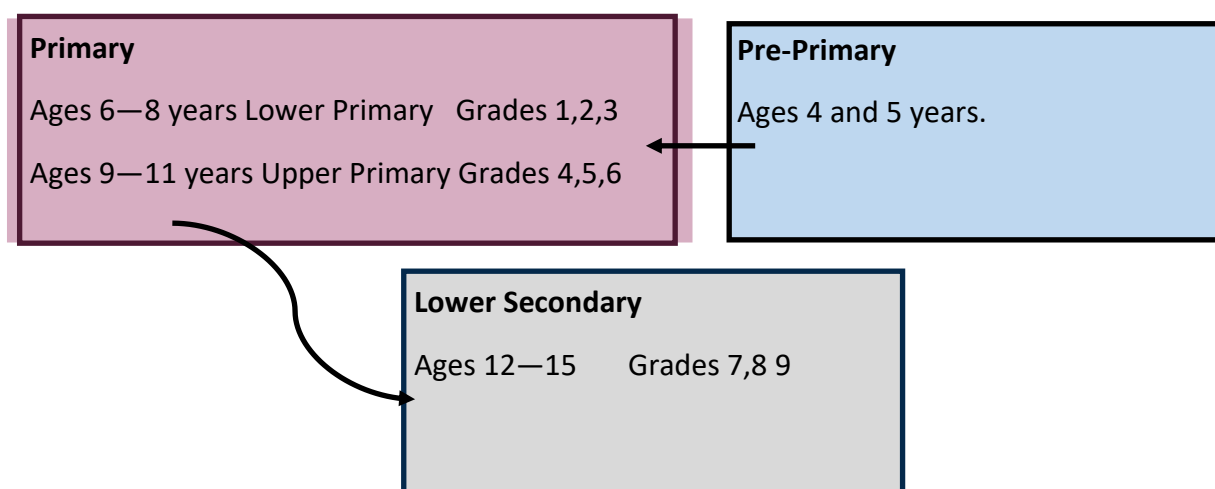 Primary
Ages 6—8 years Lower Primary   Grades 1,2,3
Ages 9—11 years Upper Primary Grades 4,5,6
Pre-Primary
Ages 4 and 5 years.
Lower Secondary
Ages 12—15      Grades 7,8 9